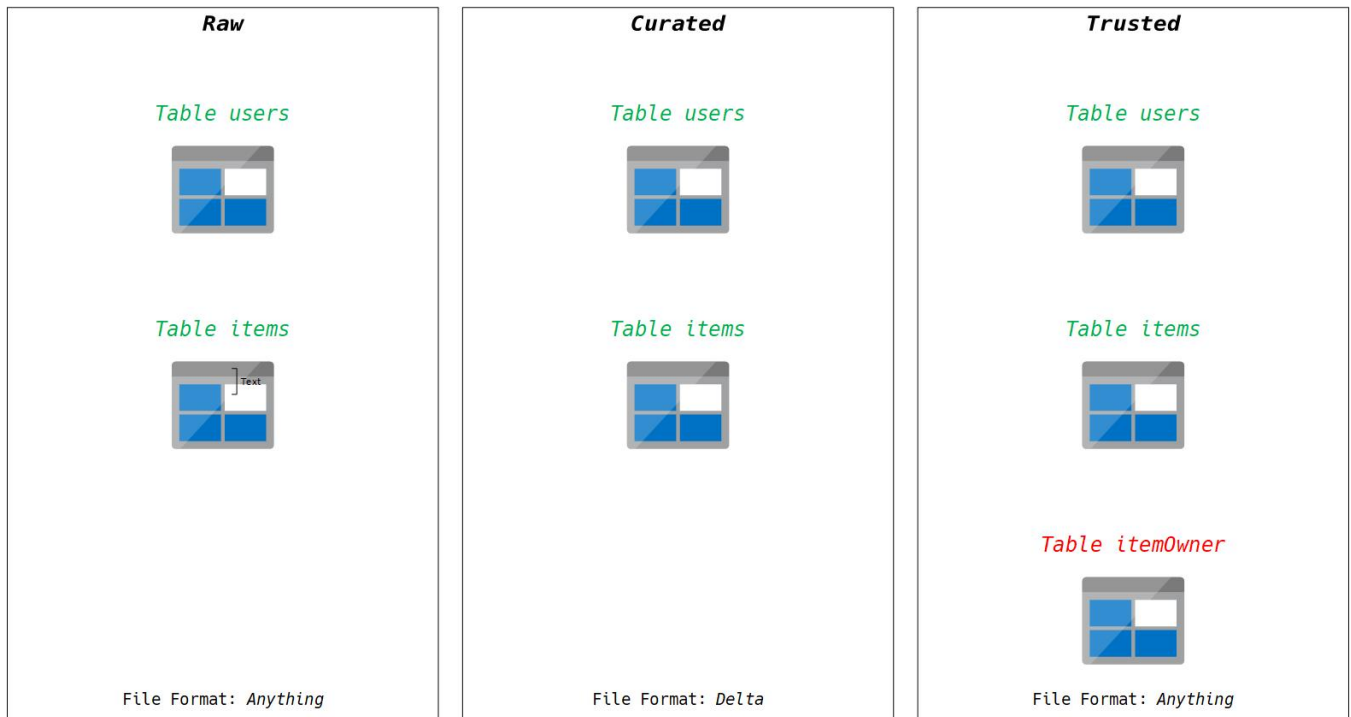 Raw
Table users
Table items
Text
File Format: Anything
Curated
Table users
Table items
File Format: Delta
Trusted
Table users
Table items
Table itemOwner
File Format: Anything